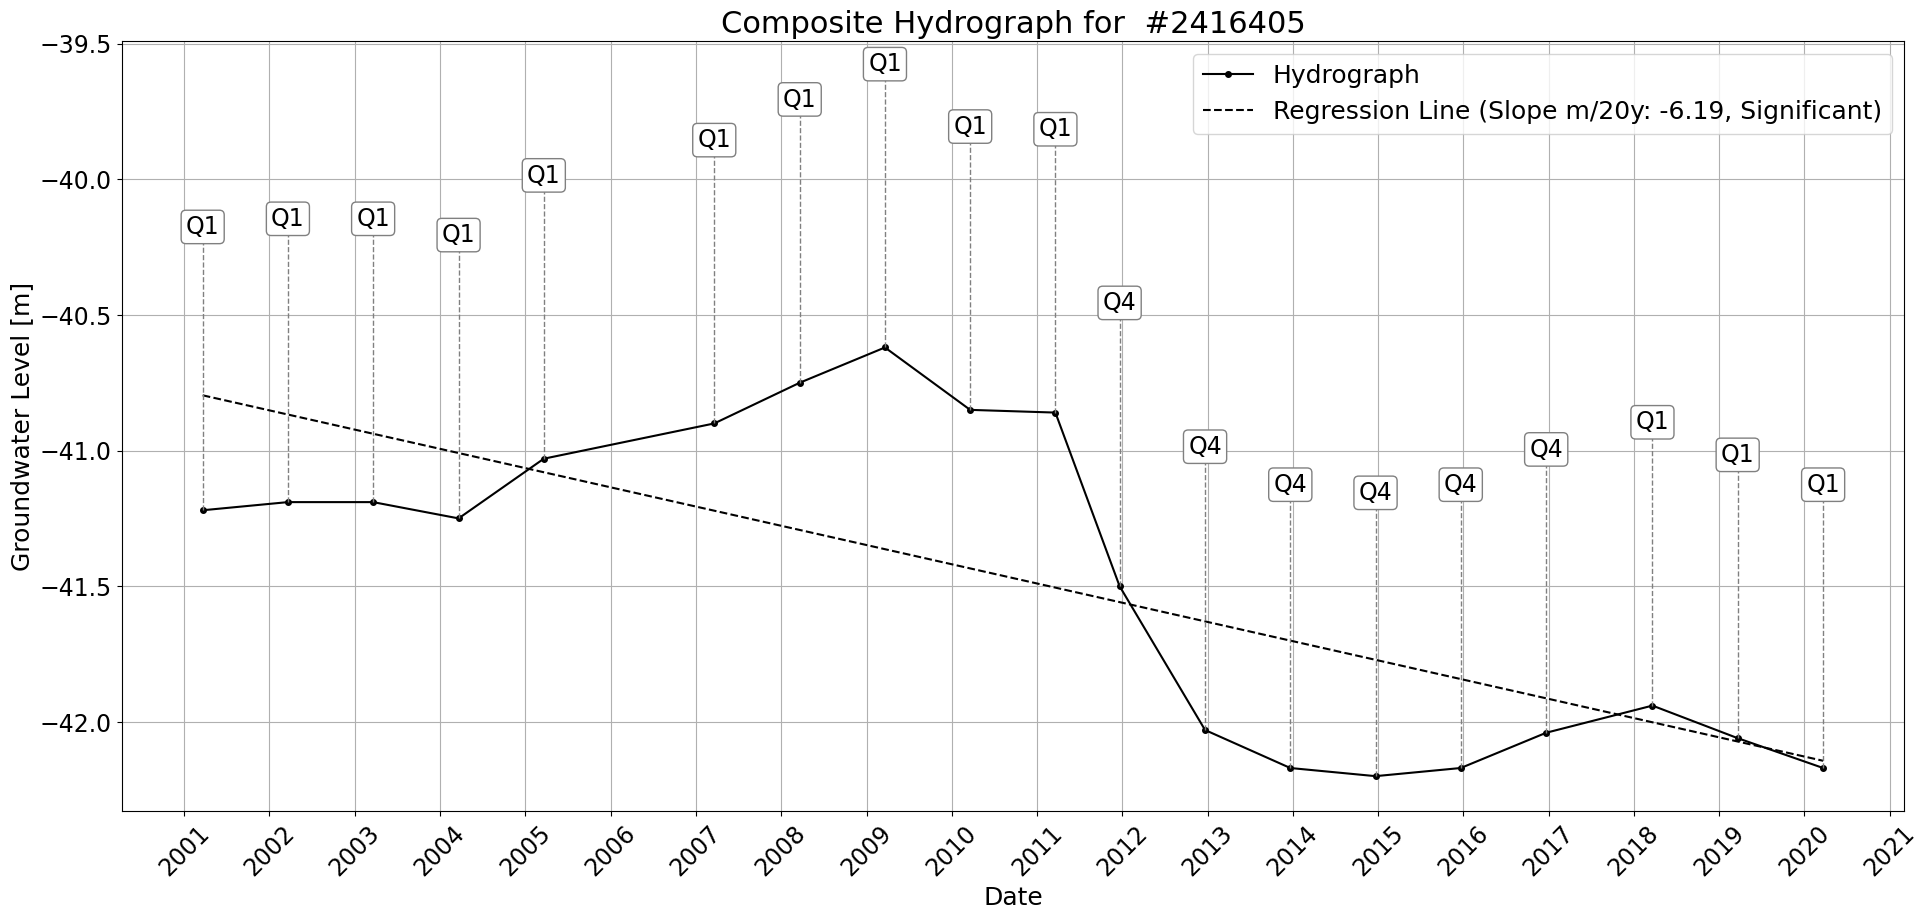 Composite Hydrograph for  #2416405
Hydrograph
Regression Line (Slope m/20y: -6.19, Significant)
Groundwater Level [m]
−39.5
−40.0
−40.5
−41.0
−41.5
−42.0
Q1
Q1
Q1
Q1
Q1
Q1
Q1
Q1
Q1
Q1
Q4
Q4
Q4
Q4
Q4
Q4
Q1
Q1
Q1
2001
2002
2003
2004
2005
2006
2007
2008
2009
2010
2011
2012
2013
2014
2015
2016
2017
2018
2019
2020
2021
Date